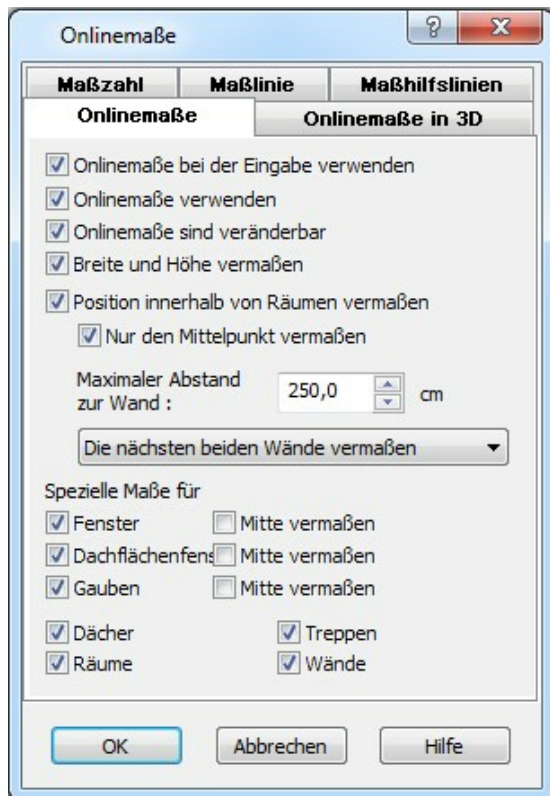 Onlinemaße
Maßzahl Maßlinie Maßhilfslinien
Onlinemaße Onlinemaße in 3D
Onlinemaße bei der Eingabe verwenden
Onlinemaße verwenden
Onlinemaße sind veränderbar
Breite und Höhe vermaßen
Position innerhalb von Räumen vermaßen
Nur den Mittelpunkt vermaßen
Maximaler Abstand
zur Wand : 250,0 cm
Die nächsten beiden Wände vermaßen
Spezielle Maße für
Fenster Mitte vermaßen
Dachflächenfens Mitte vermaßen
Gauben Mitte vermaßen
Dächer Treppen
Räume Wände
OK Abbrechen Hilfe